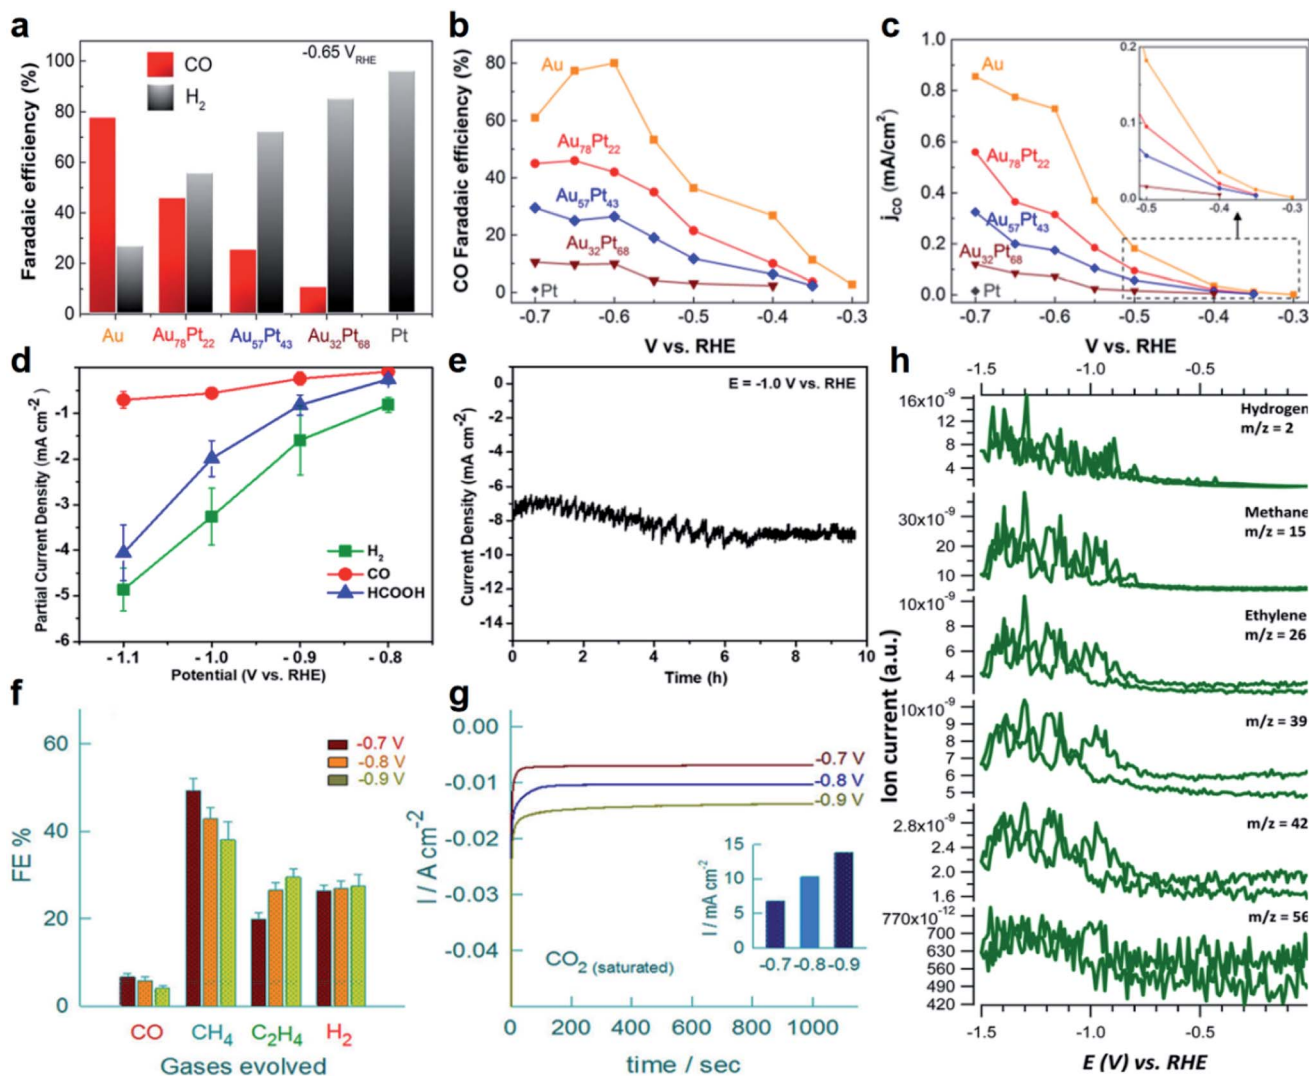 a
Faradaic efficiency (%)
100
80
60
40
20
0
CO
H2
-0.65 VRHE
Au
Au78Pt22
Au57Pt43
Au32Pt68
Pt
b
CO Faradaic efficiency (%)
80
60
40
20
0
Au
Au78Pt22
Au57Pt43
Au32Pt68
Pt
-0.7 -0.6 -0.5 -0.4 -0.3
V vs. RHE
c
jCO (mA/cm2)
1.0
0.8
0.6
0.4
0.2
0.0
Au
Au78Pt22
Au57Pt43
Au32Pt68
Pt
0.2
0.1
0.0
-0.5 -0.4 -0.3
-0.7 -0.6 -0.5 -0.4 -0.3
V vs. RHE
d
Partial Current Density (mA cm-2)
-1
-2
-3
-4
-5
-6
H2
CO
HCOOH
-1.1 -1.0 -0.9 -0.8
Potential (V vs. RHE)
e
Current Density (mA cm-2)
0
-2
-4
-6
-8
-10
-12
-14
-15
E = -1.0 V vs. RHE
0 2 4 6 8 10
Time (h)
f
FE %
60
40
20
0
-0.7 V
-0.8 V
-0.9 V
CO CH4 C2H4 H2
Gases evolved
g
I / A cm-2
0.00
-0.01
-0.02
-0.03
-0.04
-0.7 V
-0.8 V
-0.9 V
I / mA cm-2
15
10
5
0
-0.7 -0.8 -0.9
CO2 (saturated)
0 200 400 600 800 1000
time / sec
h
-1.5 -1.0 -0.5
Ion current (a.u.)
16x10-9
12
8
4
Hydrogen
m/z = 2
30x10-9
20
10
Methane
m/z = 15
10x10-9
8
6
4
Ethylene
m/z = 26
10x10-9
9
8
7
6
5
m/z = 39
2.8x10-9
2.4
2.0
1.6
m/z = 42
770x10-12
700
630
560
490
420
m/z = 56
-1.5 -1.0 -0.5
E (V) vs. RHE